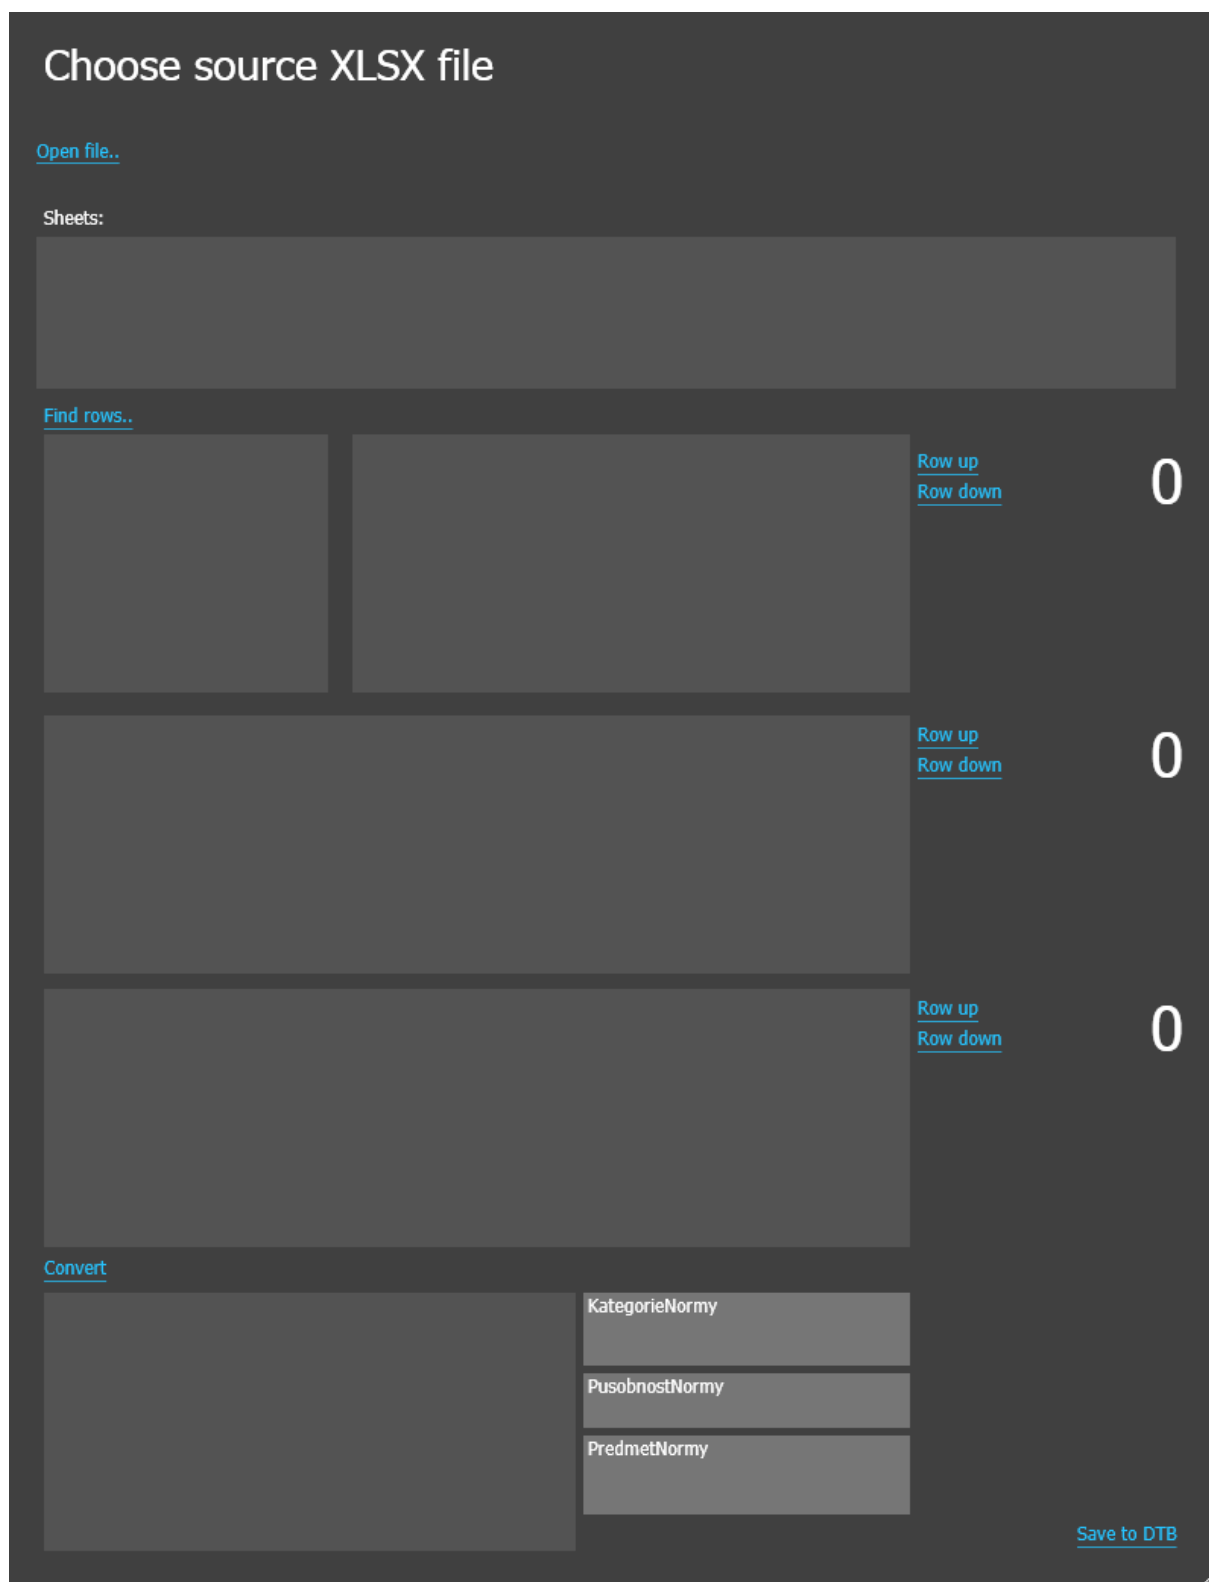 Choose source XLSX file
Open file..
Sheets:
Find rows..
Row up
Row down
0
Row up
Row down
0
Row up
Row down
0
Convert
KategorieNormy
PusobnostNormy
PredmetNormy
Save to DTB